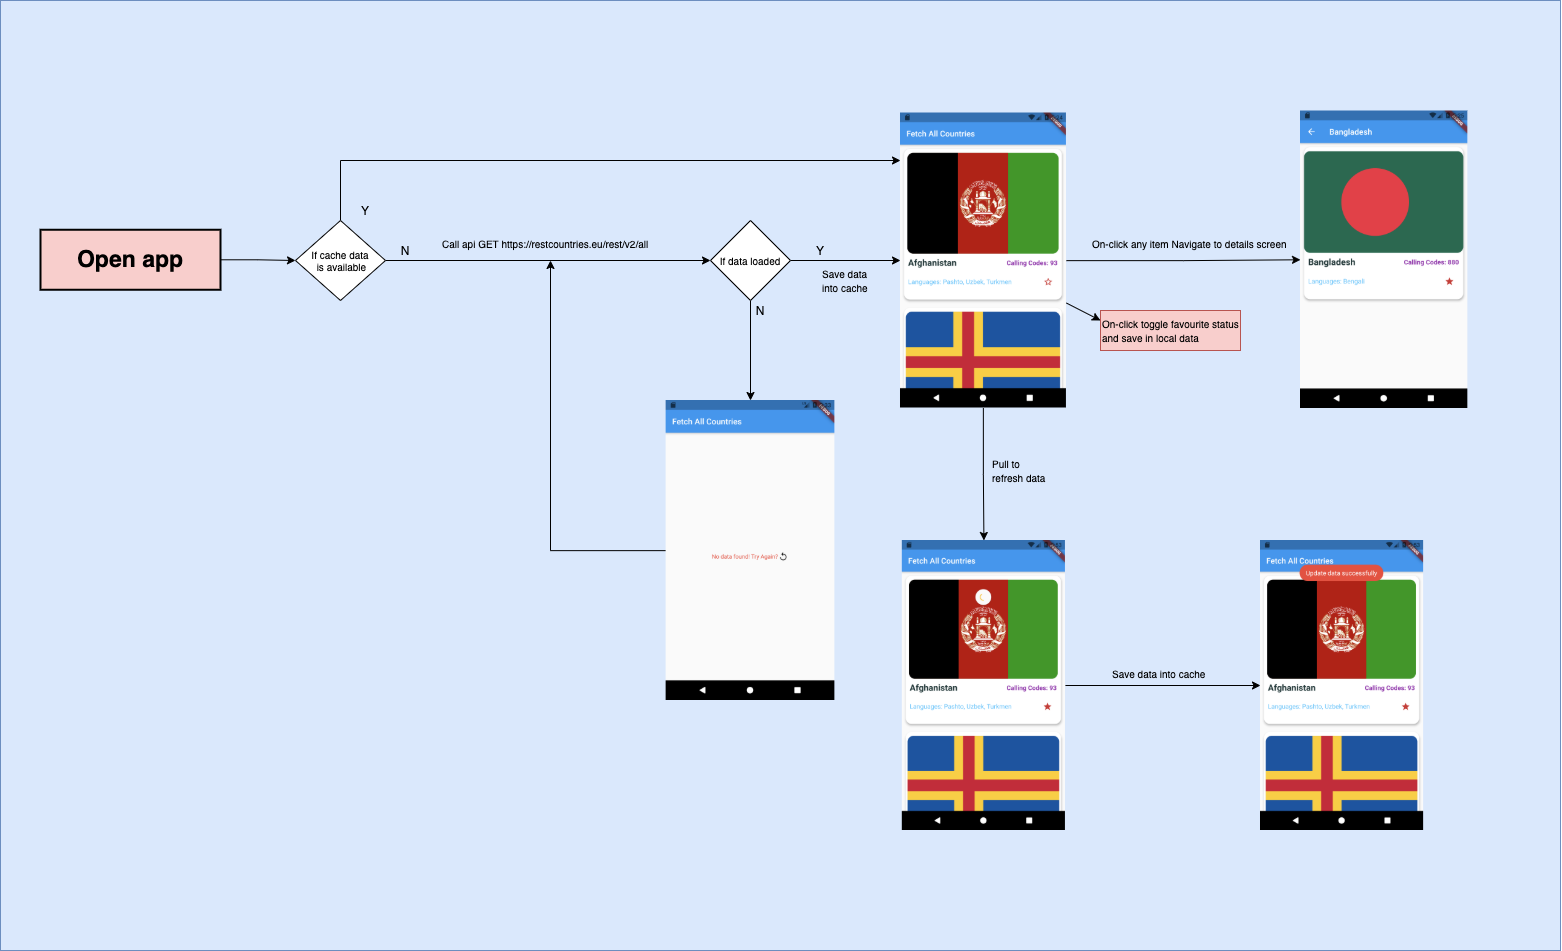 Open app
If cache data
is available
Y
N
Call api GET https://restcountries.eu/rest/v2/all
If data loaded
Y
Save data
into cache
N
Fetch All Countries
No data found! Try Again?
Fetch All Countries
Afghanistan
Calling Codes: 93
Languages: Pashto, Uzbek, Turkmen
On-click any item Navigate to details screen
On-click toggle favourite status
and save in local data
Bangladesh
Bangladesh
Calling Codes: 880
Languages: Bengali
Pull to
refresh data
Fetch All Countries
Afghanistan
Calling Codes: 93
Languages: Pashto, Uzbek, Turkmen
Save data into cache
Fetch All Countries
Update data successfully
Afghanistan
Calling Codes: 93
Languages: Pashto, Uzbek, Turkmen